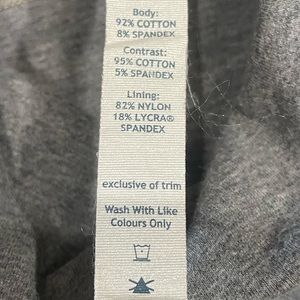 Body:
92% COTTON
8% SPANDEX
Contrast:
95% COTTON
5% SPANDEX
Lining:
82% NYLON
18% LYCRA®
SPANDEX
exclusive of trim
Wash With Like
Colours Only